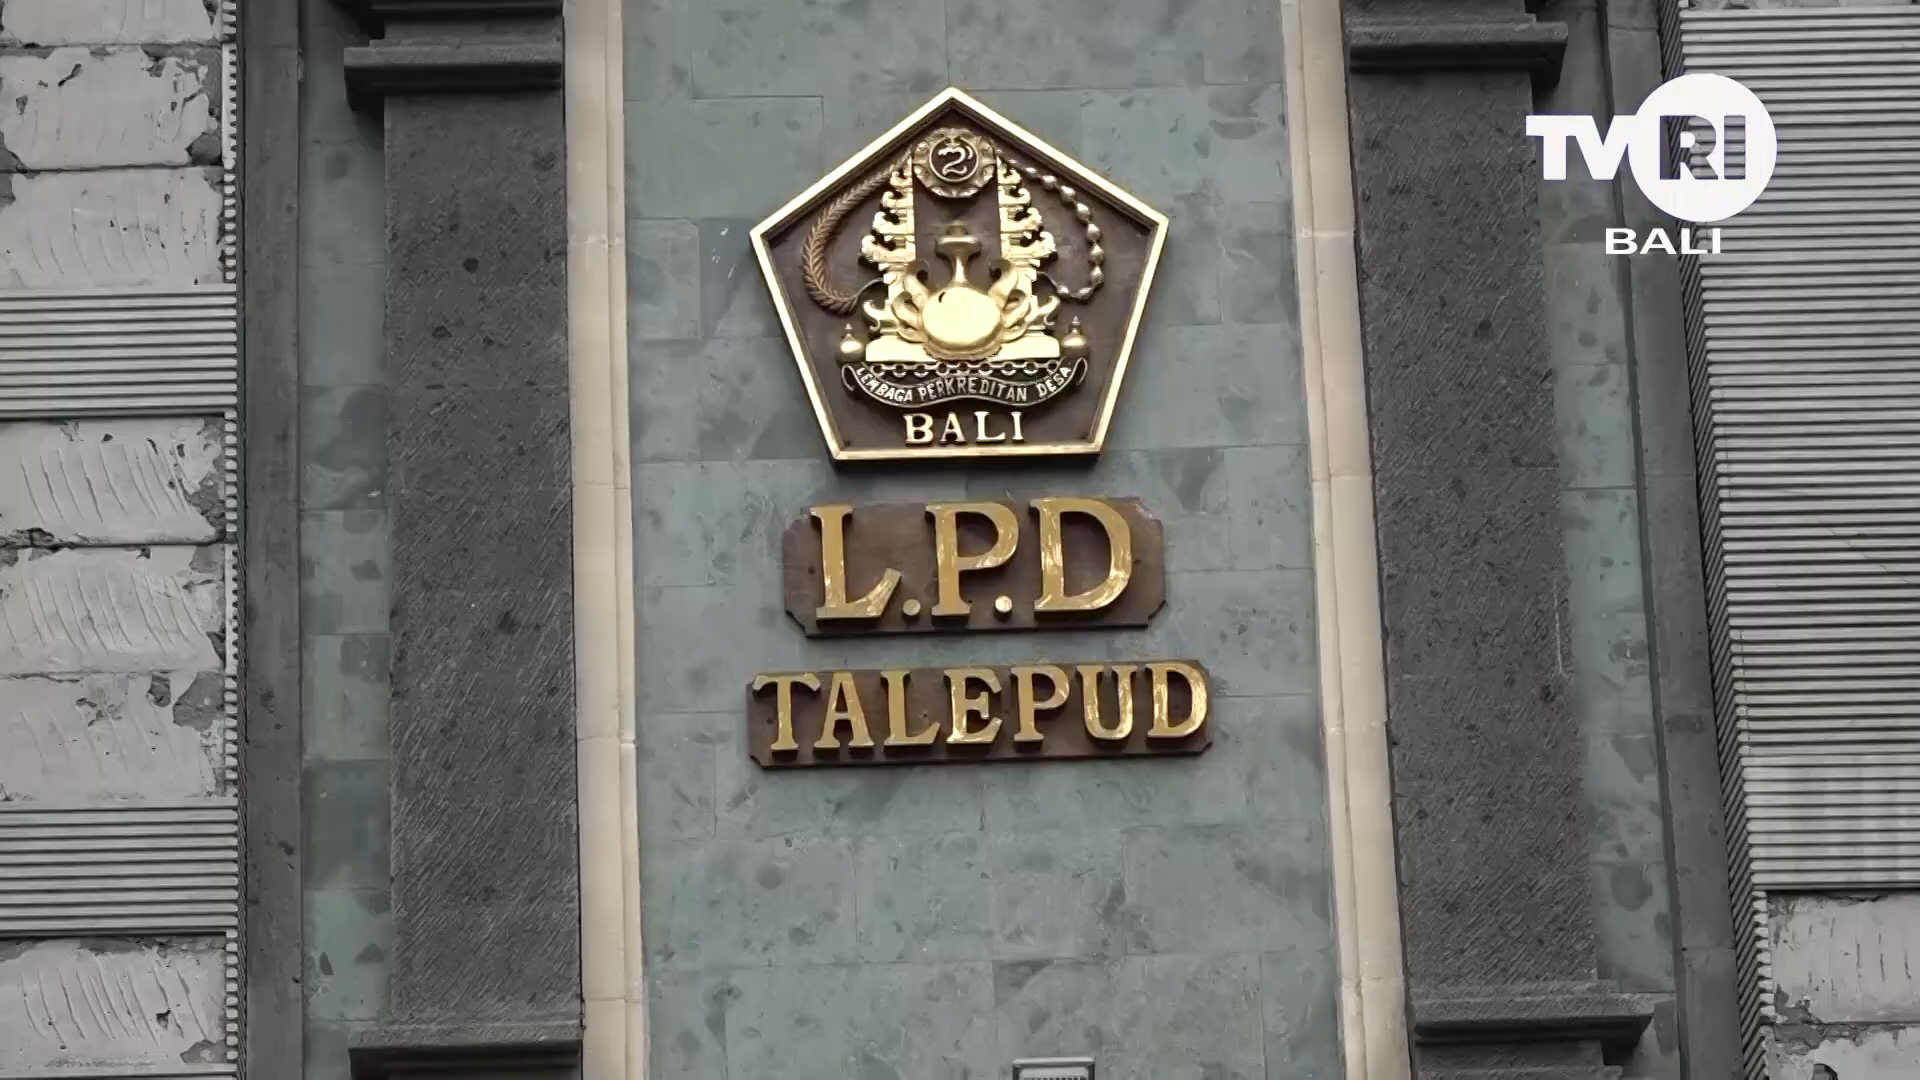 TVRI
BALI
LEMBAGA PERKREDITAN DESA
BALI
L.P.D
TALEPUD